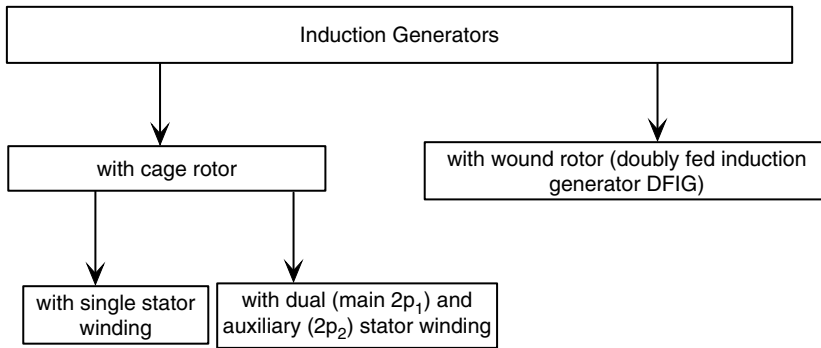 Induction Generators
with cage rotor
with wound rotor (doubly fed induction
generator DFIG)
with single stator
winding
with dual (main 2p₁) and
auxiliary (2p₂) stator winding